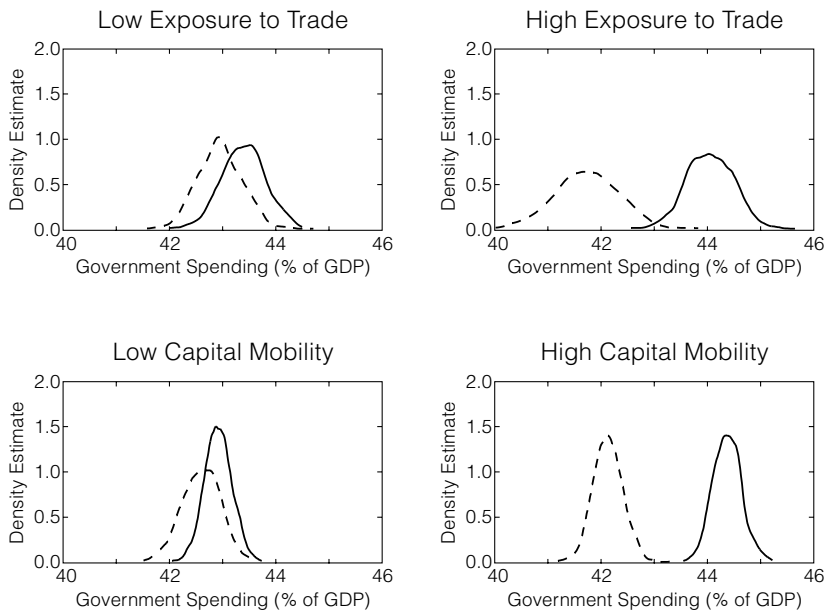 Low Exposure to Trade
Density Estimate
2.0
1.5
1.0
0.5
0.0
40 42 44 46
Government Spending (% of GDP)
High Exposure to Trade
Density Estimate
2.0
1.5
1.0
0.5
0.0
40 42 44 46
Government Spending (% of GDP)
Low Capital Mobility
Density Estimate
2.0
1.5
1.0
0.5
0.0
40 42 44 46
Government Spending (% of GDP)
High Capital Mobility
Density Estimate
2.0
1.5
1.0
0.5
0.0
40 42 44 46
Government Spending (% of GDP)